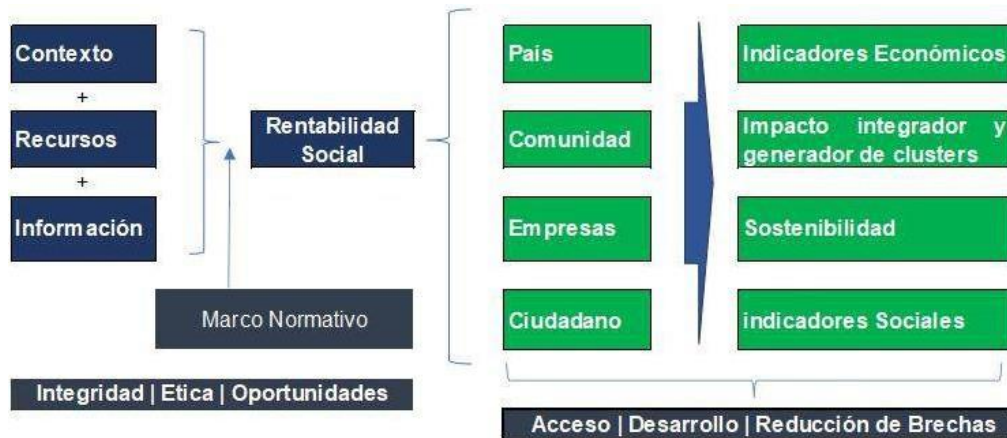 Contexto
+
Recursos
+
Información
Marco Normativo
Integridad | Etica | Oportunidades
Rentabilidad
Social
País
Comunidad
Empresas
Ciudadano
Indicadores Económicos
Impacto integrador y
generador de clusters
Sostenibilidad
indicadores Sociales
Acceso | Desarrollo | Reducción de Brechas